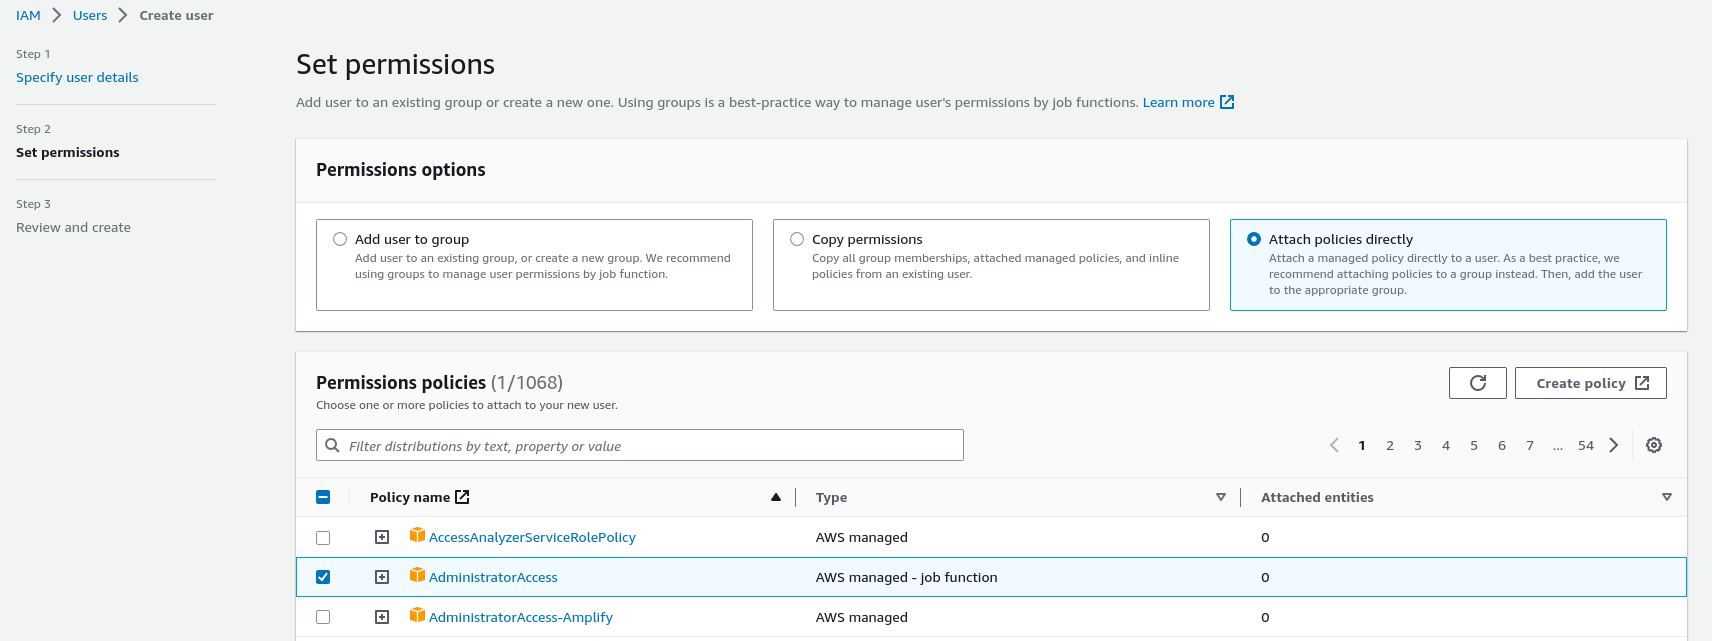 IAM > Users > Create user
Step 1
Specify user details
Step 2
Set permissions
Step 3
Review and create
Set permissions
Add user to an existing group or create a new one. Using groups is a best-practice way to manage user's permissions by job functions. Learn more
Permissions options
Add user to group
Add user to an existing group, or create a new group. We recommend
using groups to manage user permissions by job function.
Copy permissions
Copy all group memberships, attached managed policies, and inline
policies from an existing user.
Attach policies directly
Attach a managed policy directly to a user. As a best practice, we
recommend attaching policies to a group instead. Then, add the user
to the appropriate group.
Permissions policies (1/1068)
Choose one or more policies to attach to your new user.
Create policy
Filter distributions by text, property or value
1 2 3 4 5 6 7 ... 54
Policy name Type Attached entities
AccessAnalyzerServiceRolePolicy AWS managed 0
AdministratorAccess AWS managed - job function 0
AdministratorAccess-Amplify AWS managed 0